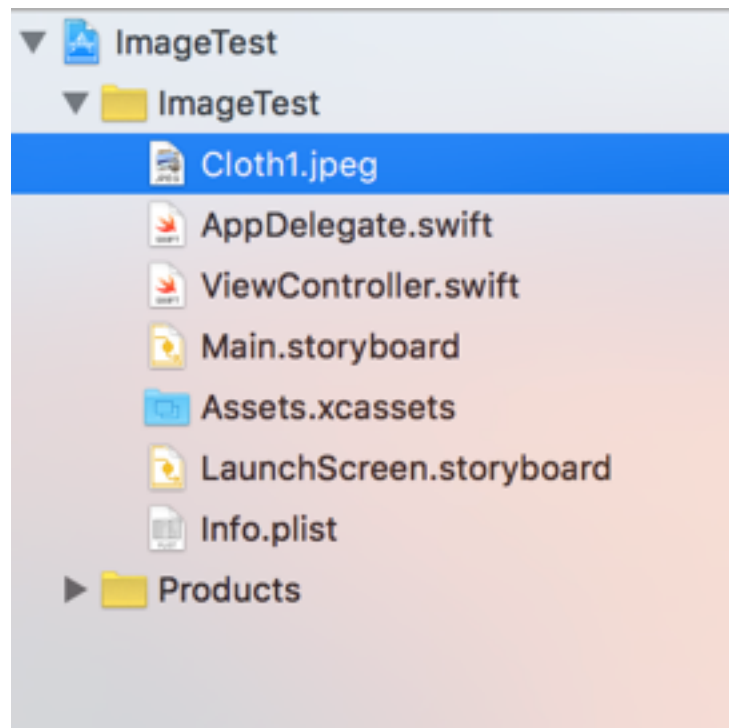 ImageTest
ImageTest
Cloth1.jpeg
AppDelegate.swift
ViewController.swift
Main.storyboard
Assets.xcassets
LaunchScreen.storyboard
Info.plist
Products